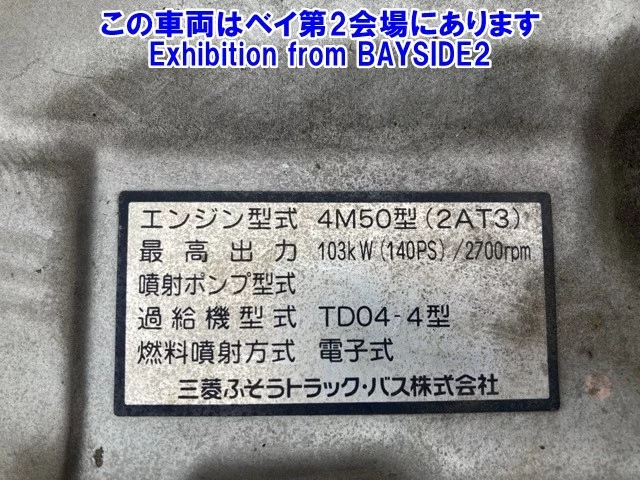 この車両はベイ第2会場にあります
Exhibition from BAYSIDE2
エンジン型式 4M50型(2AT3)
最高出力 103kW(140PS)/2700rpm
噴射ポンプ型式
過給機型式 TD04-4型
燃料噴射方式 電子式
三菱ふそうトラック・バス株式会社